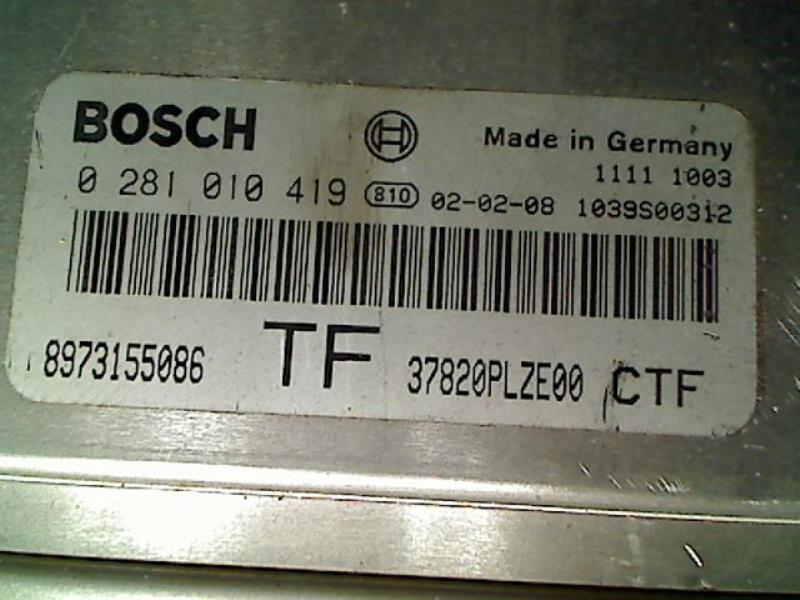 BOSCH Made in Germany
1111 1003
0 281 010 419 810 02-02-08 1039S00312
8973155086 TF 37820PLZE00 CTF